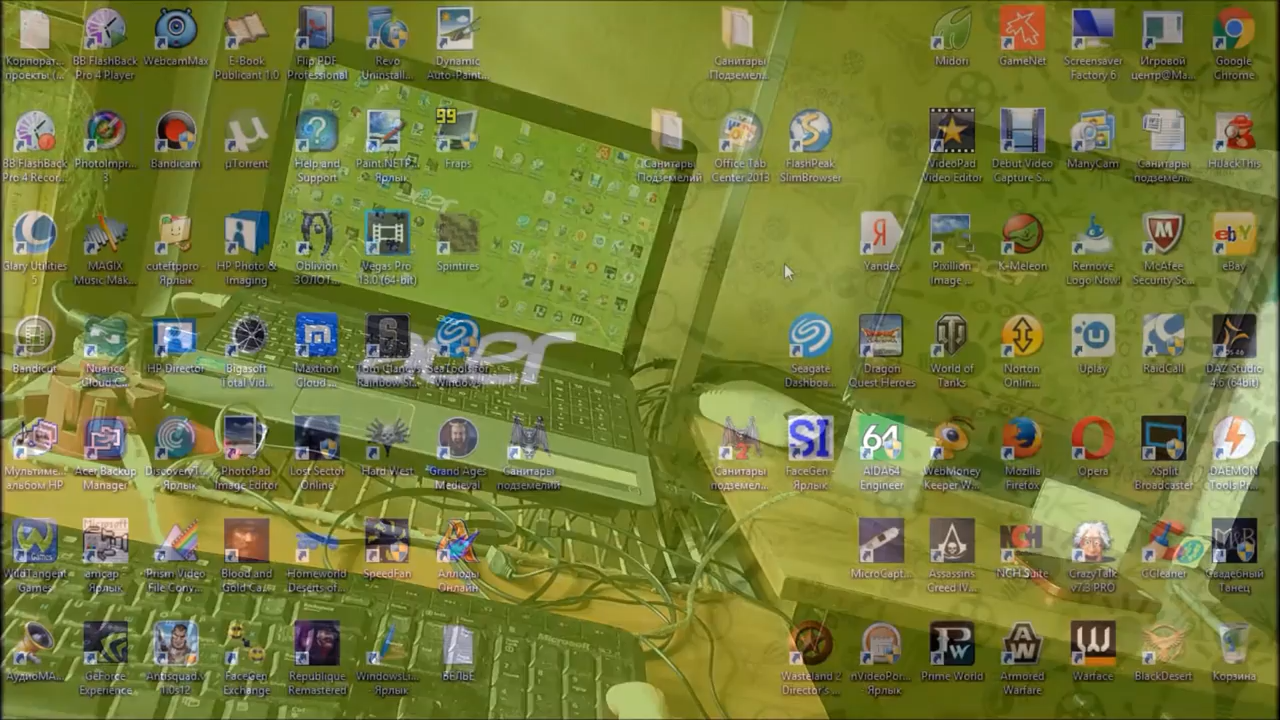 Корпорат...
проекты (...
BB FlashBack
Pro 4 Player
WebcamMax
E-Book
Publicant 1.0
Flip PDF
Professional
Revo
Uninstall...
Dynamic
Auto-Paint...
Санитары
Подземел...
Midori
GameNet
Screensaver
Factory 6
Игровой
центр@Ma...
Google
Chrome
BB FlashBack
Pro 4 Recor...
PhotoImpr...
3
Bandicam
µTorrent
Help and
Support
Paint.NET -
Ярлык
99
Fraps
Санитары
Подземелий
Office Tab
Center 2013
FlashPeak
SlimBrowser
VideoPad
Video Editor
Debut Video
Capture S...
ManyCam
Санитары
подземел...
HiJackThis
Glary Utilities
5
MAGIX
Music Mak...
cuteftppro -
Ярлык
HP Photo &
Imaging
Oblivion
ЗОЛОТ...
Vegas Pro
13.0 (64-bit)
Spintires
Yandex
Pixillion
Image ...
K-Meleon
Remove
Logo Now!
McAfee
Security Sc...
eBay
Bandicut
Nuance
Cloud C...
HP Director
Bigasoft
Total Vid...
Maxthon
Cloud ...
Tom Clancy's
Rainbow Si...
SeaTools for
Windows
acer
Seagate
Dashboa...
Dragon
Quest Heroes
World of
Tanks
Norton
Onlin...
Uplay
RaidCall
DAZ Studio
4.6 (64bit)
Мультиме...
альбом HP
Acer Backup
Manager
Discovery T...
Ярлык
PhotoPad
Image Editor
Lost Sector
Online
Hard West
Grand Ages
Medieval
Санитары
подземелий
Санитары
подземел...
SI
FaceGen -
Ярлык
64
AIDA64
Engineer
WebMoney
Keeper W...
Mozilla
Firefox
Opera
XSplit
Broadcaster
DAEMON
Tools Pr...
WildTangent
Games
amcap -
Ярлык
Prism Video
File Conv...
Blood and
Gold Ca...
Homeworld
Deserts of...
SpeedFan
Аллоды
Онлайн
MicroCapt...
Assassins
Creed IV...
NCH Suite
CrazyTalk
v7.3 PRO
CCleaner
Свадебный
Танец
АудиоМА...
GeForce
Experience
Antisquad.v
1.0s12
FaceGen
Exchange
Republique
Remastered
WindowsLi...
- Ярлык
БЕЛЬЕ
Wasteland 2
Director's ...
nVideoPor...
- Ярлык
Prime World
Armored
Warfare
Warface
BlackDesert
Корзина